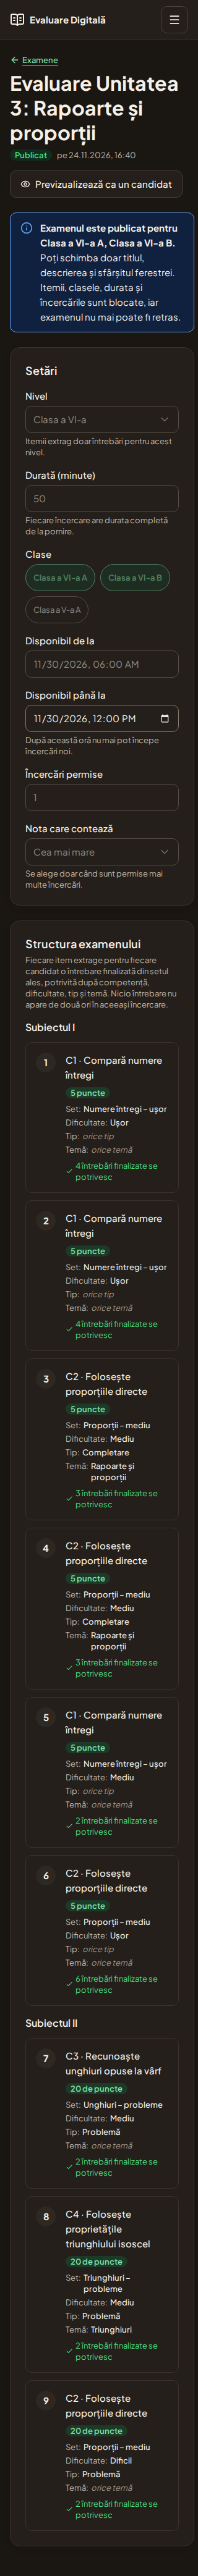 Evaluare Digitală
← Examene
Evaluare Unitatea
3: Rapoarte și
proporții
Publicat pe 24.11.2026, 16:40
Previzualizează ca un candidat
Examenul este publicat pentru
Clasa a VI-a A, Clasa a VI-a B.
Poți schimba doar titlul,
descrierea și sfârșitul ferestrei.
Itemii, clasele, durata și
încercările sunt blocate, iar
examenul nu mai poate fi retras.
Setări
Nivel
Clasa a VI-a
Itemii extrag doar întrebări pentru acest
nivel.
Durată (minute)
50
Fiecare încercare are durata completă
de la pornire.
Clase
Clasa a VI-a A
Clasa a VI-a B
Clasa a V-a A
Disponibil de la
11/30/2026, 06:00 AM
Disponibil până la
11/30/2026, 12:00 PM
După această oră nu mai pot începe
încercări noi.
Încercări permise
1
Nota care contează
Cea mai mare
Se alege doar când sunt permise mai
multe încercări.
Structura examenului
Fiecare item extrage pentru fiecare
candidat o întrebare finalizată din setul
ales, potrivită după competență,
dificultate, tip și temă. Nicio întrebare nu
apare de două ori în aceeași încercare.
Subiectul I
1
C1 · Compară numere
întregi
5 puncte
Set: Numere întregi – ușor
Dificultate: Ușor
Tip: orice tip
Temă: orice temă
4 întrebări finalizate se
potrivesc
2
C1 · Compară numere
întregi
5 puncte
Set: Numere întregi – ușor
Dificultate: Ușor
Tip: orice tip
Temă: orice temă
4 întrebări finalizate se
potrivesc
3
C2 · Folosește
proporțiile directe
5 puncte
Set: Proporții – mediu
Dificultate: Mediu
Tip: Completare
Temă: Rapoarte și
proporții
3 întrebări finalizate se
potrivesc
4
C2 · Folosește
proporțiile directe
5 puncte
Set: Proporții – mediu
Dificultate: Mediu
Tip: Completare
Temă: Rapoarte și
proporții
3 întrebări finalizate se
potrivesc
5
C1 · Compară numere
întregi
5 puncte
Set: Numere întregi – ușor
Dificultate: Mediu
Tip: orice tip
Temă: orice temă
2 întrebări finalizate se
potrivesc
6
C2 · Folosește
proporțiile directe
5 puncte
Set: Proporții – mediu
Dificultate: Ușor
Tip: orice tip
Temă: orice temă
6 întrebări finalizate se
potrivesc
Subiectul II
7
C3 · Recunoaște
unghiuri opuse la vârf
20 de puncte
Set: Unghiuri – probleme
Dificultate: Mediu
Tip: Problemă
Temă: orice temă
2 întrebări finalizate se
potrivesc
8
C4 · Folosește
proprietățile
triunghiului isoscel
20 de puncte
Set: Triunghiuri –
probleme
Dificultate: Mediu
Tip: Problemă
Temă: Triunghiuri
2 întrebări finalizate se
potrivesc
9
C2 · Folosește
proporțiile directe
20 de puncte
Set: Proporții – mediu
Dificultate: Dificil
Tip: Problemă
Temă: orice temă
2 întrebări finalizate se
potrivesc